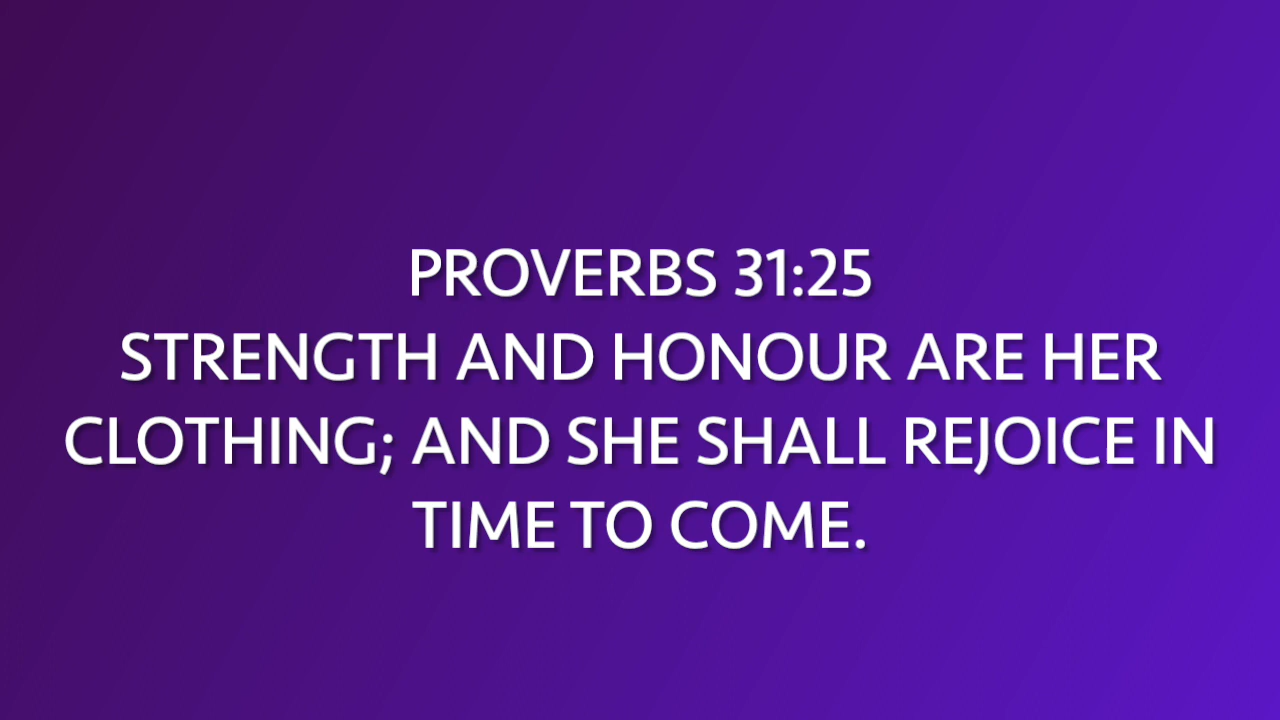 PROVERBS 31:25
STRENGTH AND HONOUR ARE HER
CLOTHING; AND SHE SHALL REJOICE IN
TIME TO COME.